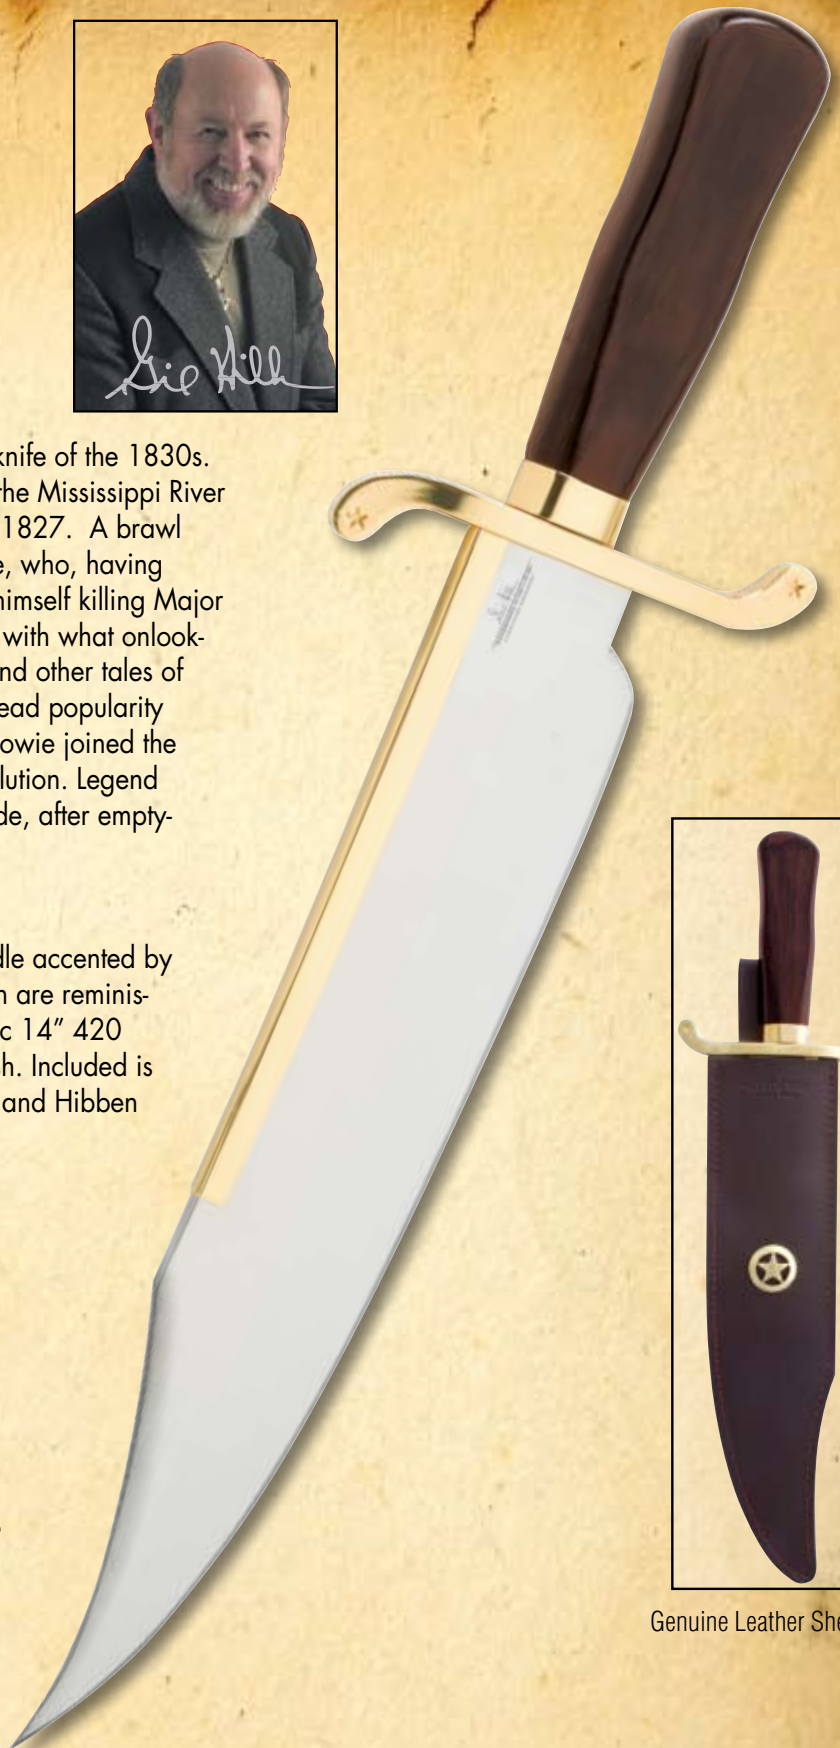 knife of the 1830s.
the Mississippi River
1827. A brawl
e, who, having
himself killing Major
with what onlook-
nd other tales of
ead popularity
owie joined the
lution. Legend
de, after empty-
dle accented by
n are reminis-
c 14” 420
sh. Included is
and Hibben
Genuine Leather She